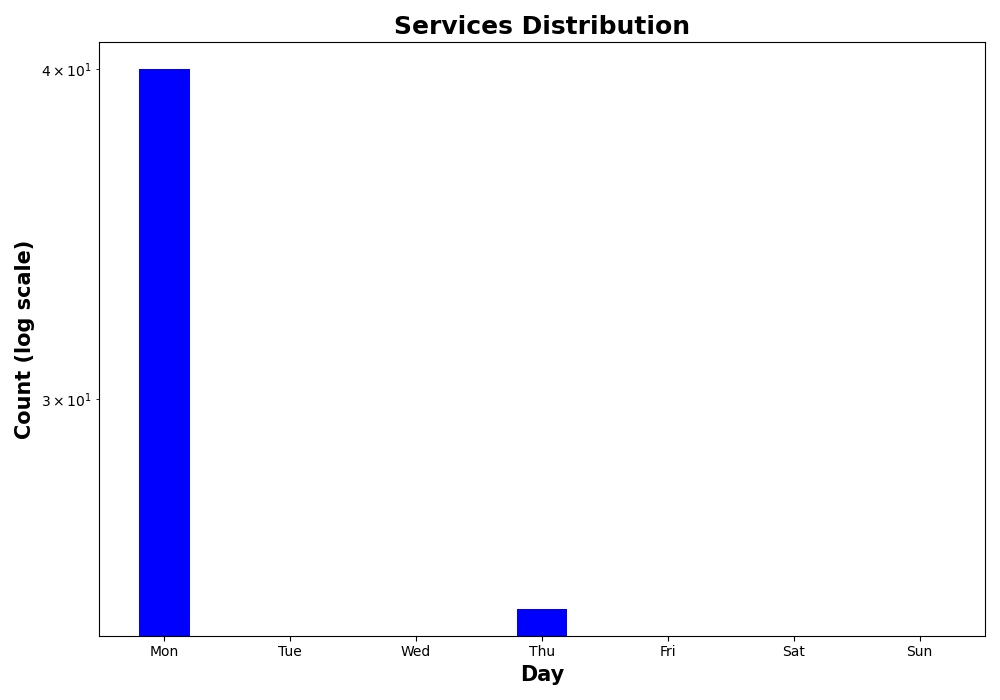 Services Distribution
Count (log scale)
4 × 10¹
3 × 10¹
Mon Tue Wed Thu Fri Sat Sun
Day